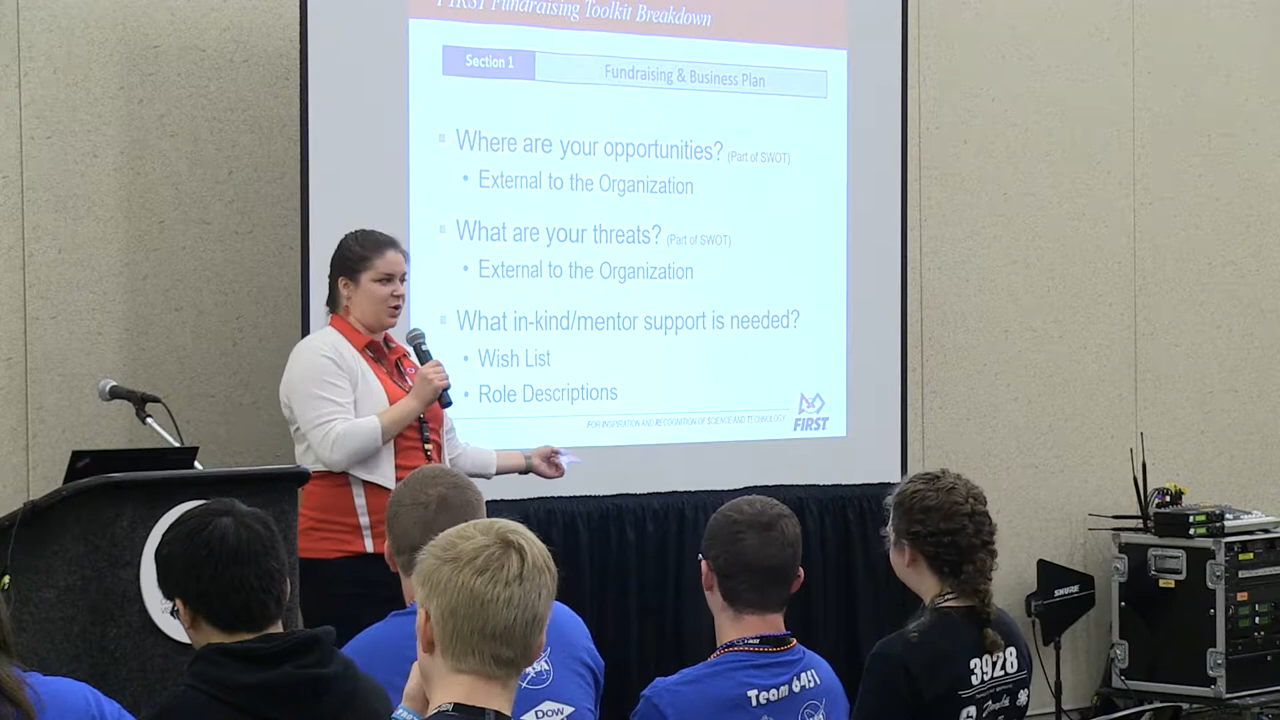 FIRST Fundraising Toolkit Breakdown
Section 1
Fundraising & Business Plan
Where are your opportunities? (Part of SWOT)
• External to the Organization
What are your threats? (Part of SWOT)
• External to the Organization
What in-kind/mentor support is needed?
• Wish List
• Role Descriptions
FOR INSPIRATION AND RECOGNITION OF SCIENCE AND TECHNOLOGY
FIRST
SHURE
3928
Team 6451
DOW